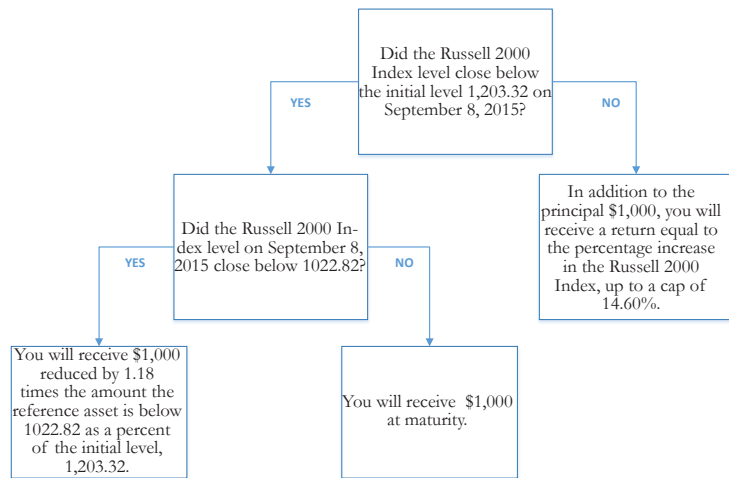 Did the Russell 2000
Index level close below
the initial level 1,203.32 on
September 8, 2015?
YES
NO
Did the Russell 2000 In-
dex level on September 8,
2015 close below 1022.82?
In addition to the
principal $1,000, you will
receive a return equal to
the percentage increase
in the Russell 2000
Index, up to a cap of
14.60%.
YES
NO
You will receive $1,000
reduced by 1.18
times the amount the
reference asset is below
1022.82 as a percent
of the initial level,
1,203.32.
You will receive $1,000
at maturity.